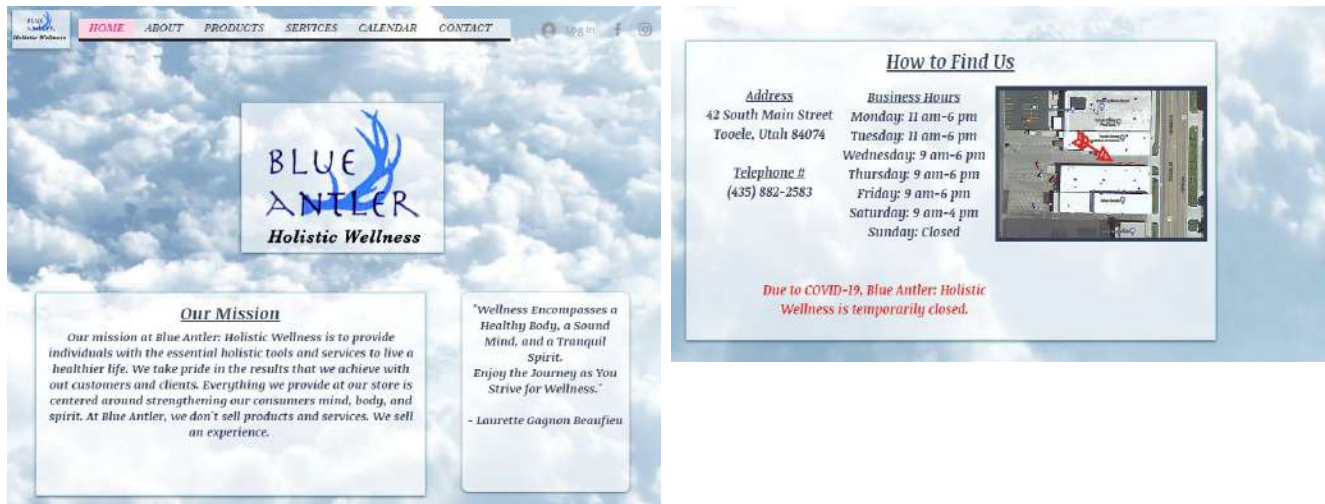 HOME ABOUT PRODUCTS SERVICES CALENDAR CONTACT Log In
BLUE
ANTLER
Holistic Wellness
Our Mission
Our mission at Blue Antler: Holistic Wellness is to provide
individuals with the essential holistic tools and services to live a
healthier life. We take pride in the results that we achieve with
out customers and clients. Everything we provide at our store is
centered around strengthening our consumers mind, body, and
spirit. At Blue Antler, we don't sell products and services. We sell
an experience.
"Wellness Encompasses a
Healthy Body, a Sound
Mind, and a Tranquil
Spirit.
Enjoy the Journey as You
Strive for Wellness."
- Laurette Gagnon Beaufieu
How to Find Us
Address
42 South Main Street
Tooele, Utah 84074
Telephone #
(435) 882-2583
Business Hours
Monday: 11 am-6 pm
Tuesday: 11 am-6 pm
Wednesday: 9 am-6 pm
Thursday: 9 am-6 pm
Friday: 9 am-6 pm
Saturday: 9 am-4 pm
Sunday: Closed
Due to COVID-19, Blue Antler: Holistic
Wellness is temporarily closed.